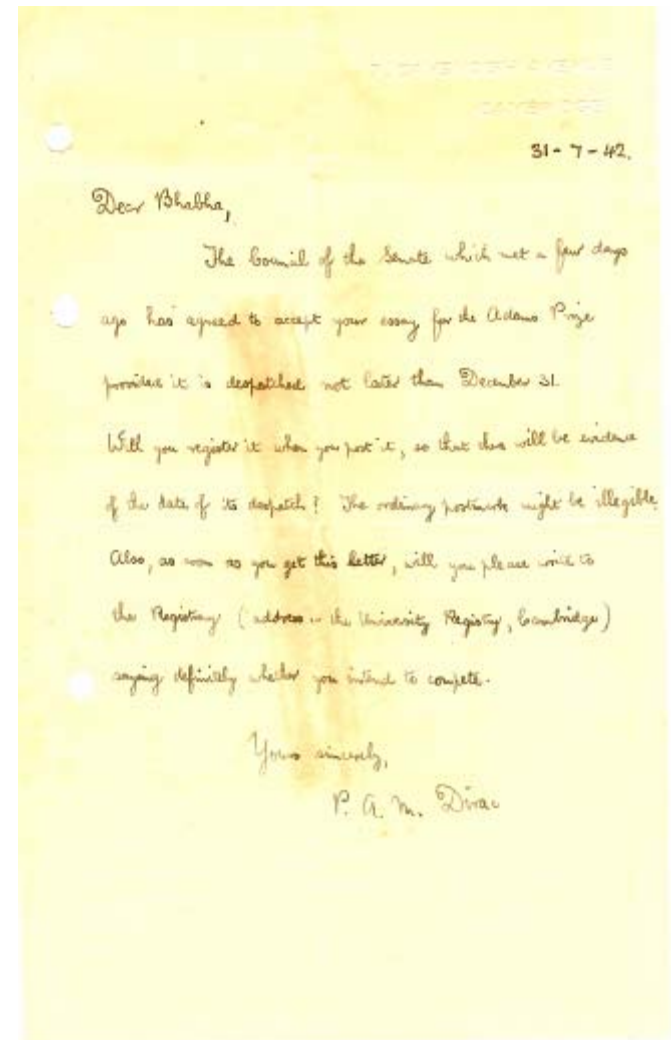 CAMBRIDGE
31-7-42.
Dear Bhabha,
The Council of the Senate which met a few days
ago has agreed to accept your essay for the Adams Prize
provided it is despatched not later than December 31.
Will you register it when you post it, so that there will be evidence
of the date of its despatch? The ordinary postmark might be illegible.
Also, as soon as you get this letter, will you please write to
the Registrary (address - the University Registry, Cambridge)
saying definitely whether you intend to compete.
Yours sincerely,
P. A. M. Dirac